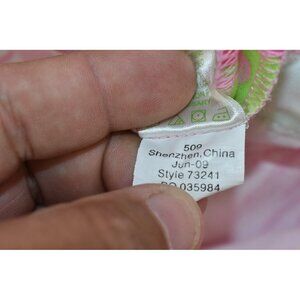 509
Shenzhen, China
Jun-09
Style 73241
PO 035984